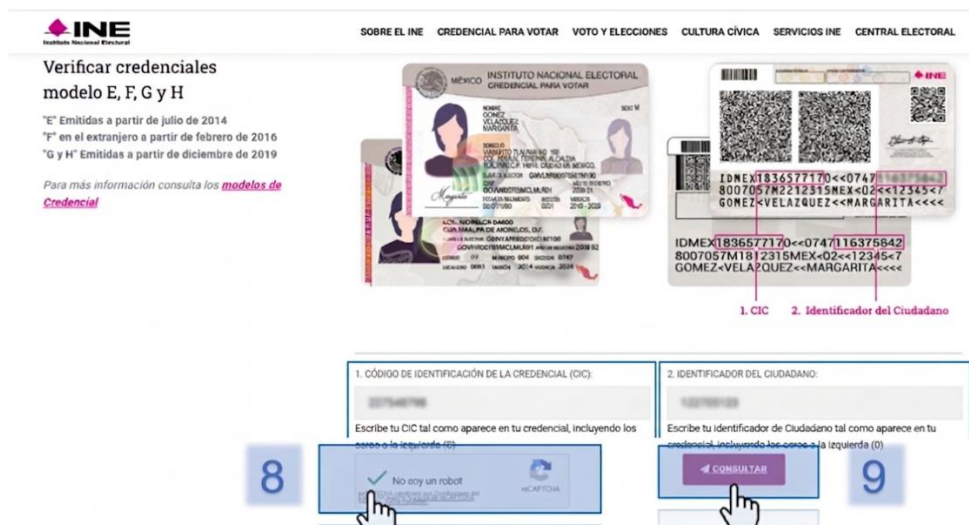 INE
Instituto Nacional Electoral
SOBRE EL INE CREDENCIAL PARA VOTAR VOTO Y ELECCIONES CULTURA CÍVICA SERVICIOS INE CENTRAL ELECTORAL
Verificar credenciales
modelo E, F, G y H
"E" Emitidas a partir de julio de 2014
"F" en el extranjero a partir de febrero de 2016
"G y H" Emitidas a partir de diciembre de 2019
Para más información consulta los modelos de
Credencial
MÉXICO INSTITUTO NACIONAL ELECTORAL
CREDENCIAL PARA VOTAR
NOMBRE
GOMEZ
VELAZQUEZ
MARGARITA
SEXO M
DOMICILIO
INE
IDMEX1836577170<<0747
8007057M2212315MEX<02<<12345<7
GOMEZ<VELAZQUEZ<<MARGARITA<<<<
IDMEX1836577170<<0747116375842
8007057M1812315MEX<02<<12345<7
GOMEZ<VELAZQUEZ<<MARGARITA<<<<
1. CIC 2. Identificador del Ciudadano
1. CÓDIGO DE IDENTIFICACIÓN DE LA CREDENCIAL (CIC):
Escribe tu CIC tal como aparece en tu credencial, incluyendo los
ceros a la izquierda (0)
2. IDENTIFICADOR DEL CIUDADANO:
Escribe tu Identificador de Ciudadano tal como aparece en tu
credencial, incluyendo los ceros a la izquierda (0)
8
No soy un robot
reCAPTCHA
CONSULTAR
9